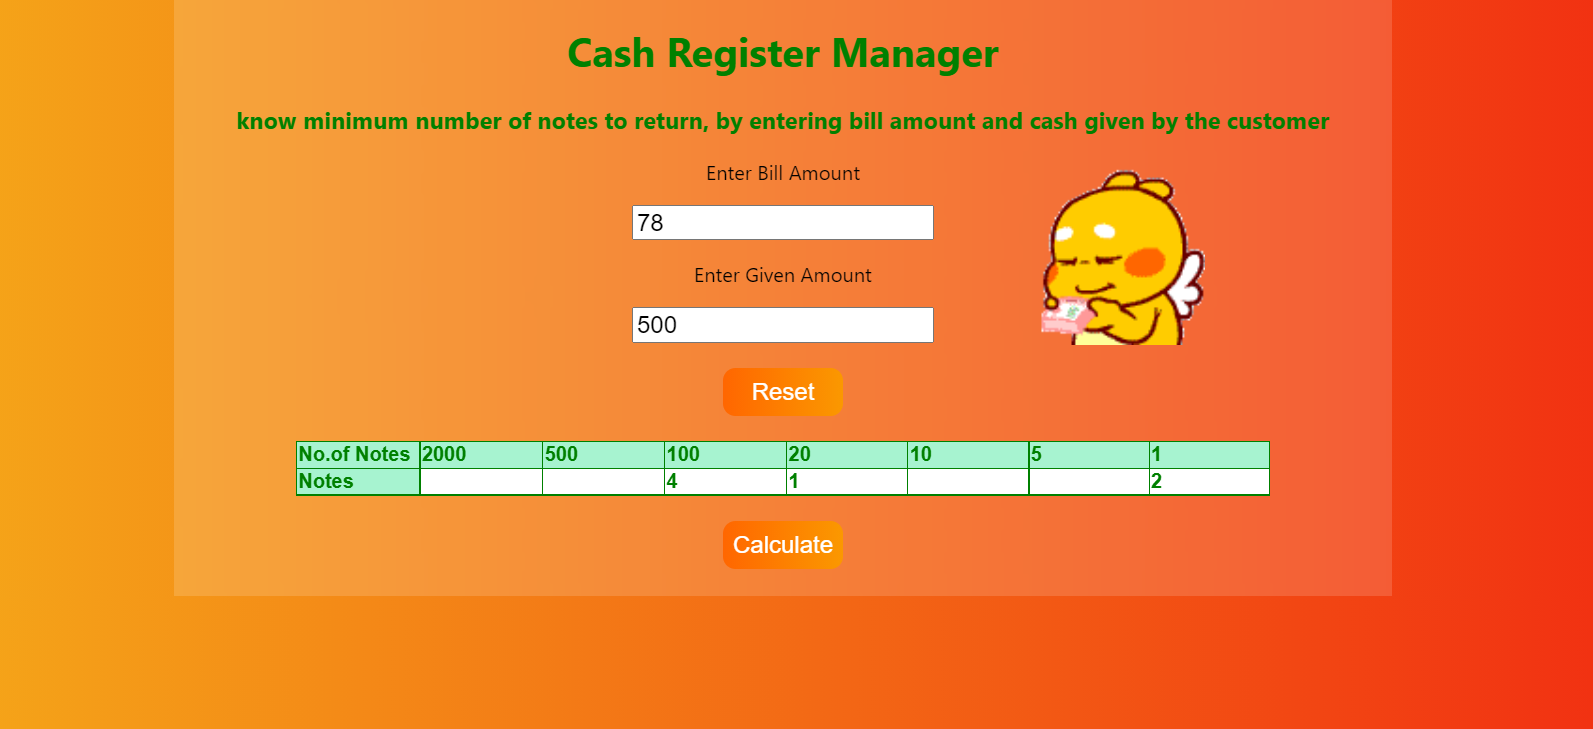 Cash Register Manager
know minimum number of notes to return, by entering bill amount and cash given by the customer
Enter Bill Amount
78
Enter Given Amount
500
Reset
No.of Notes 2000 500 100 20 10 5 1
Notes 4 1 2
Calculate